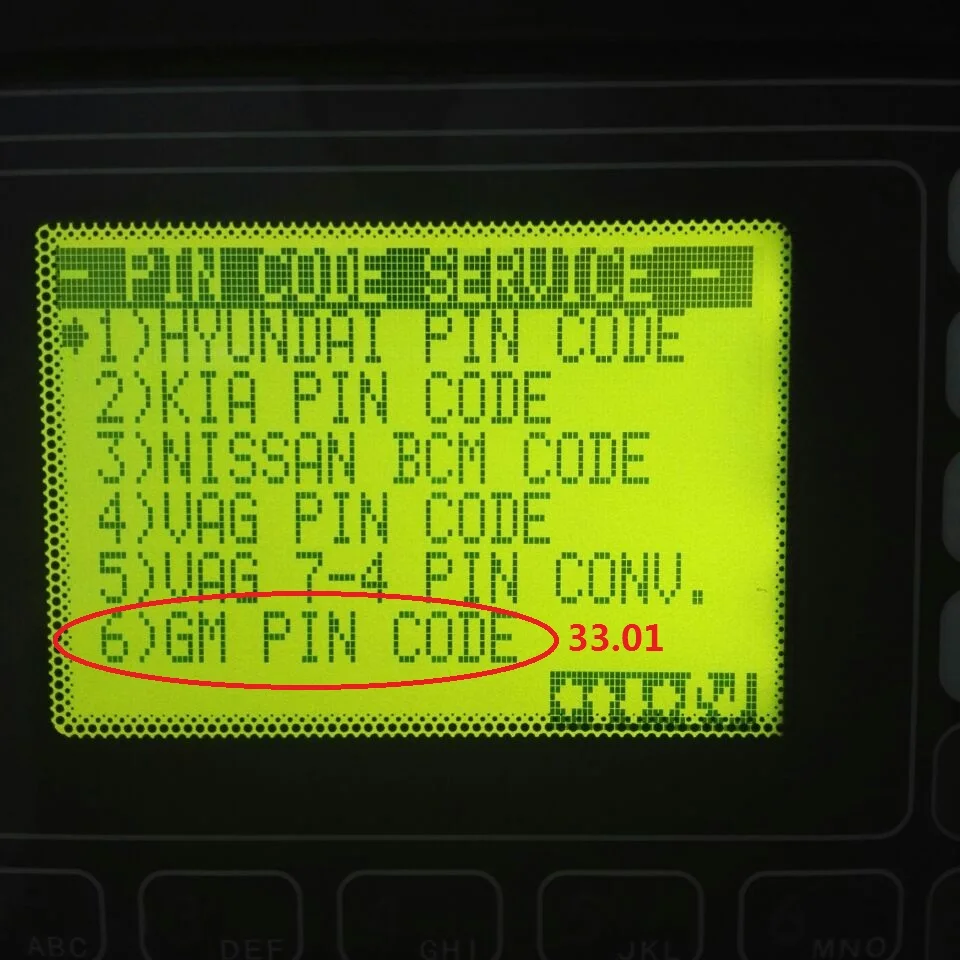 - PIN CODE SERVICE -
1)HYUNDAI PIN CODE
2)KIA PIN CODE
3)NISSAN BCM CODE
4)VAG PIN CODE
5)VAG 7-4 PIN CONV.
6)GM PIN CODE 33.01
ABC DEF GHI JKL MNO